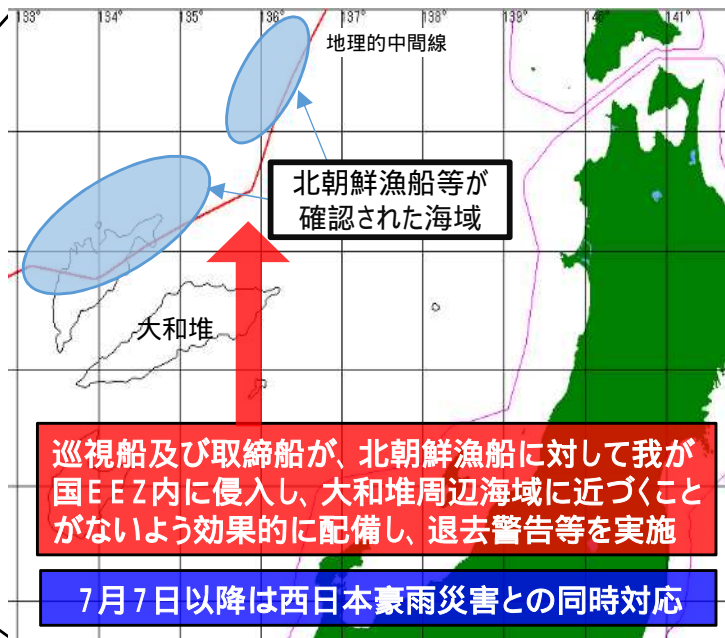 133° 134° 135° 136° 137° 138° 139° 140° 141°
地理的中間線
北朝鮮漁船等が
確認された海域
大和堆
巡視船及び取締船が、北朝鮮漁船に対して我が
国EEZ内に侵入し、大和堆周辺海域に近づくこと
がないよう効果的に配備し、退去警告等を実施
7月7日以降は西日本豪雨災害との同時対応